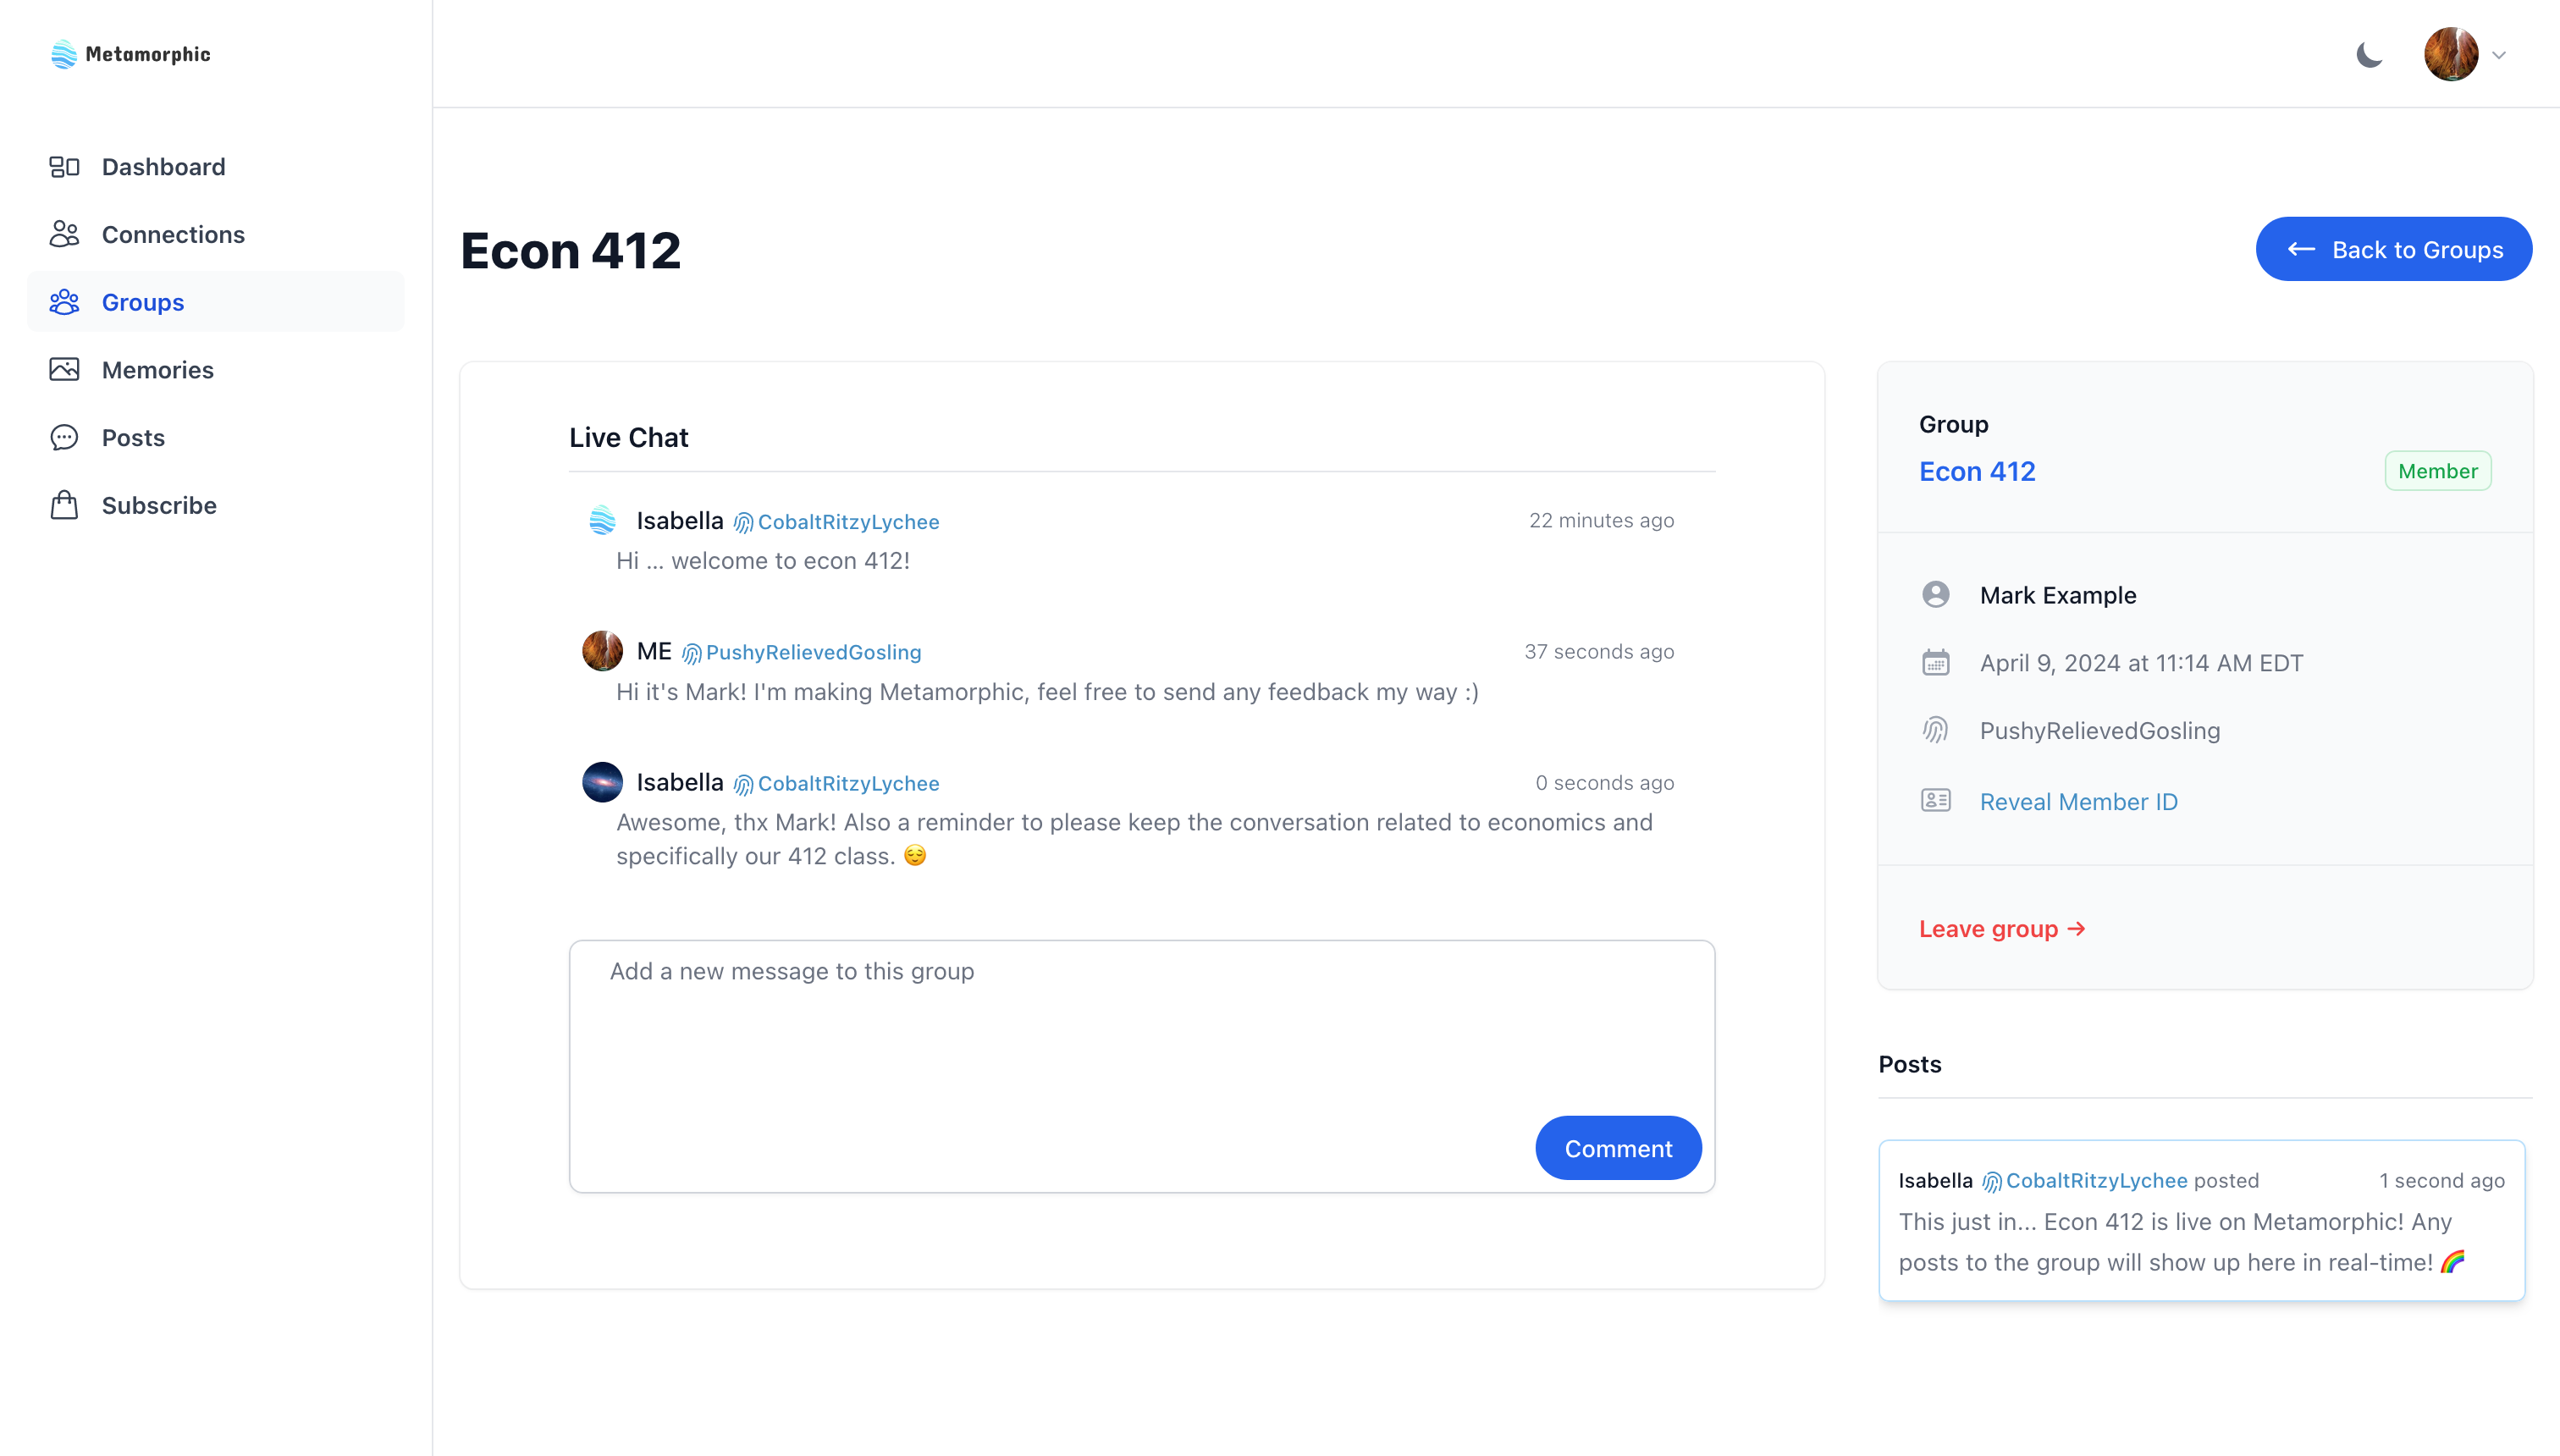 Metamorphic
Dashboard
Connections
Groups
Memories
Posts
Subscribe
Econ 412
Back to Groups
Live Chat
Isabella CobaltRitzyLychee 22 minutes ago
Hi ... welcome to econ 412!
ME PushyRelievedGosling 37 seconds ago
Hi it's Mark! I'm making Metamorphic, feel free to send any feedback my way :)
Isabella CobaltRitzyLychee 0 seconds ago
Awesome, thx Mark! Also a reminder to please keep the conversation related to economics and
specifically our 412 class. 😌
Add a new message to this group
Comment
Group
Econ 412 Member
Mark Example
April 9, 2024 at 11:14 AM EDT
PushyRelievedGosling
Reveal Member ID
Leave group →
Posts
Isabella CobaltRitzyLychee posted 1 second ago
This just in... Econ 412 is live on Metamorphic! Any
posts to the group will show up here in real-time! 🌈